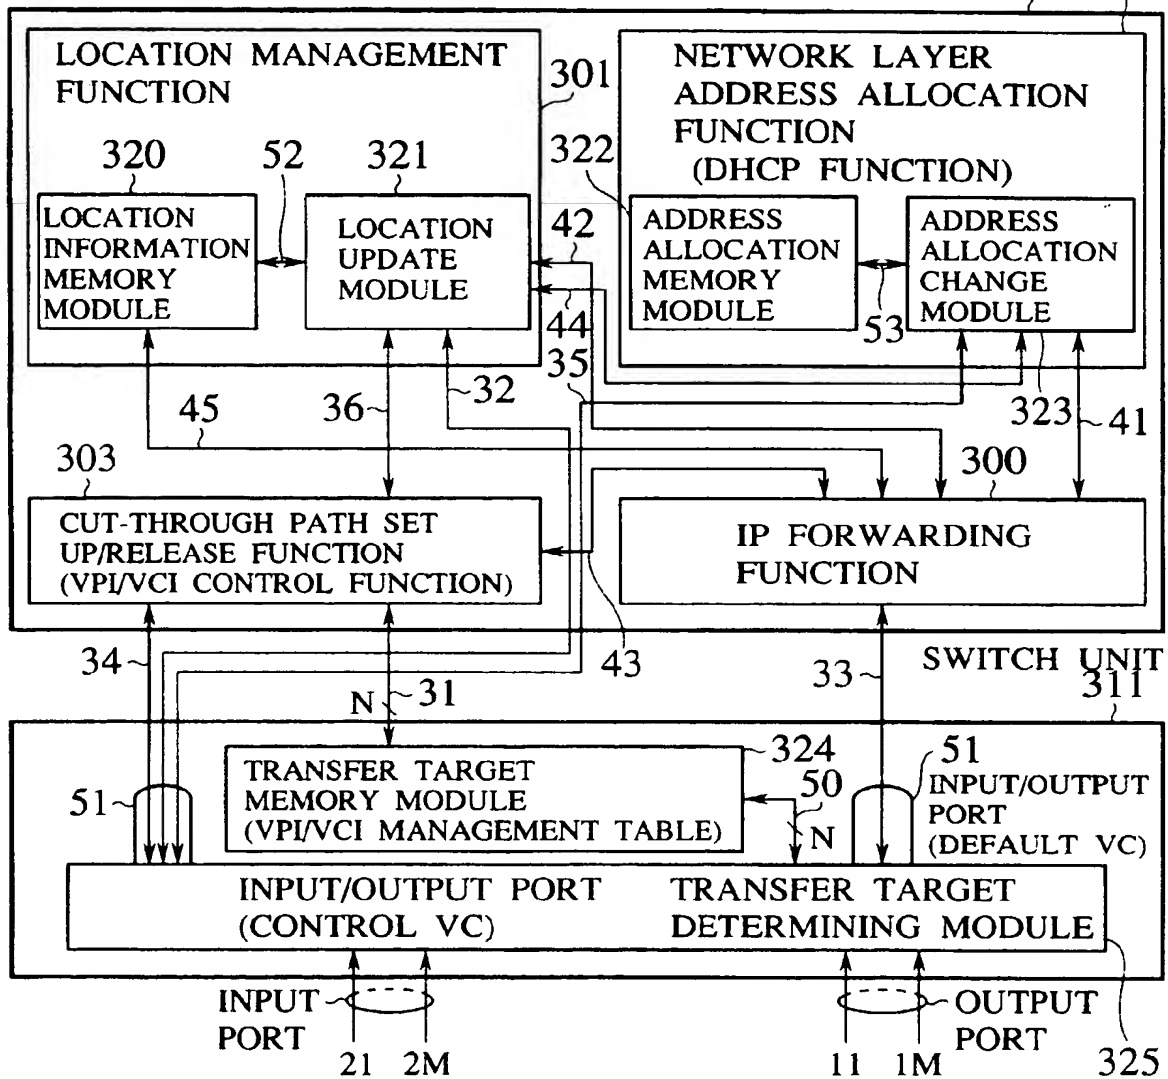 LOCATION MANAGEMENT
FUNCTION
301
NETWORK LAYER
ADDRESS ALLOCATION
FUNCTION
(DHCP FUNCTION)
320
52
321
322
LOCATION
INFORMATION
MEMORY
MODULE
LOCATION
UPDATE
MODULE
42
44
ADDRESS
ALLOCATION
MEMORY
MODULE
53
ADDRESS
ALLOCATION
CHANGE
MODULE
35
32
36
45
323
41
303
300
CUT-THROUGH PATH SET
UP/RELEASE FUNCTION
(VPI/VCI CONTROL FUNCTION)
IP FORWARDING
FUNCTION
34
31
N
43
33
SWITCH UNIT
311
51
324
TRANSFER TARGET
MEMORY MODULE
(VPI/VCI MANAGEMENT TABLE)
50
N
51
INPUT/OUTPUT
PORT
(DEFAULT VC)
INPUT/OUTPUT PORT
(CONTROL VC)
TRANSFER TARGET
DETERMINING MODULE
INPUT
PORT
OUTPUT
PORT
21
2M
11
1M
325